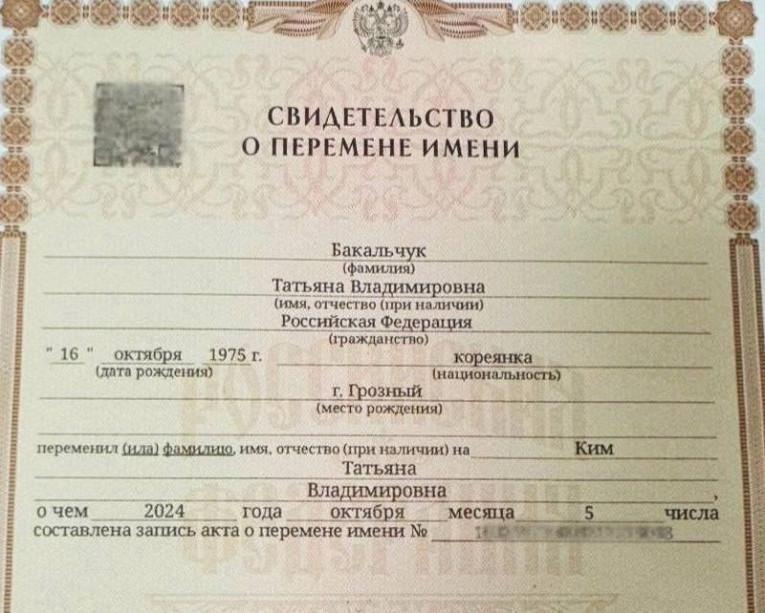 СВИДЕТЕЛЬСТВО
О ПЕРЕМЕНЕ ИМЕНИ
Бакальчук
(фамилия)
Татьяна Владимировна
(имя, отчество (при наличии)
Российская Федерация
(гражданство)
" 16 " октября 1975 г. кореянка
(дата рождения) (национальность)
г. Грозный
(место рождения)
переменил (ила) фамилию, имя, отчество (при наличии) на Ким
Татьяна
Владимировна ,
о чем 2024 года октября месяца 5 числа
составлена запись акта о перемене имени №